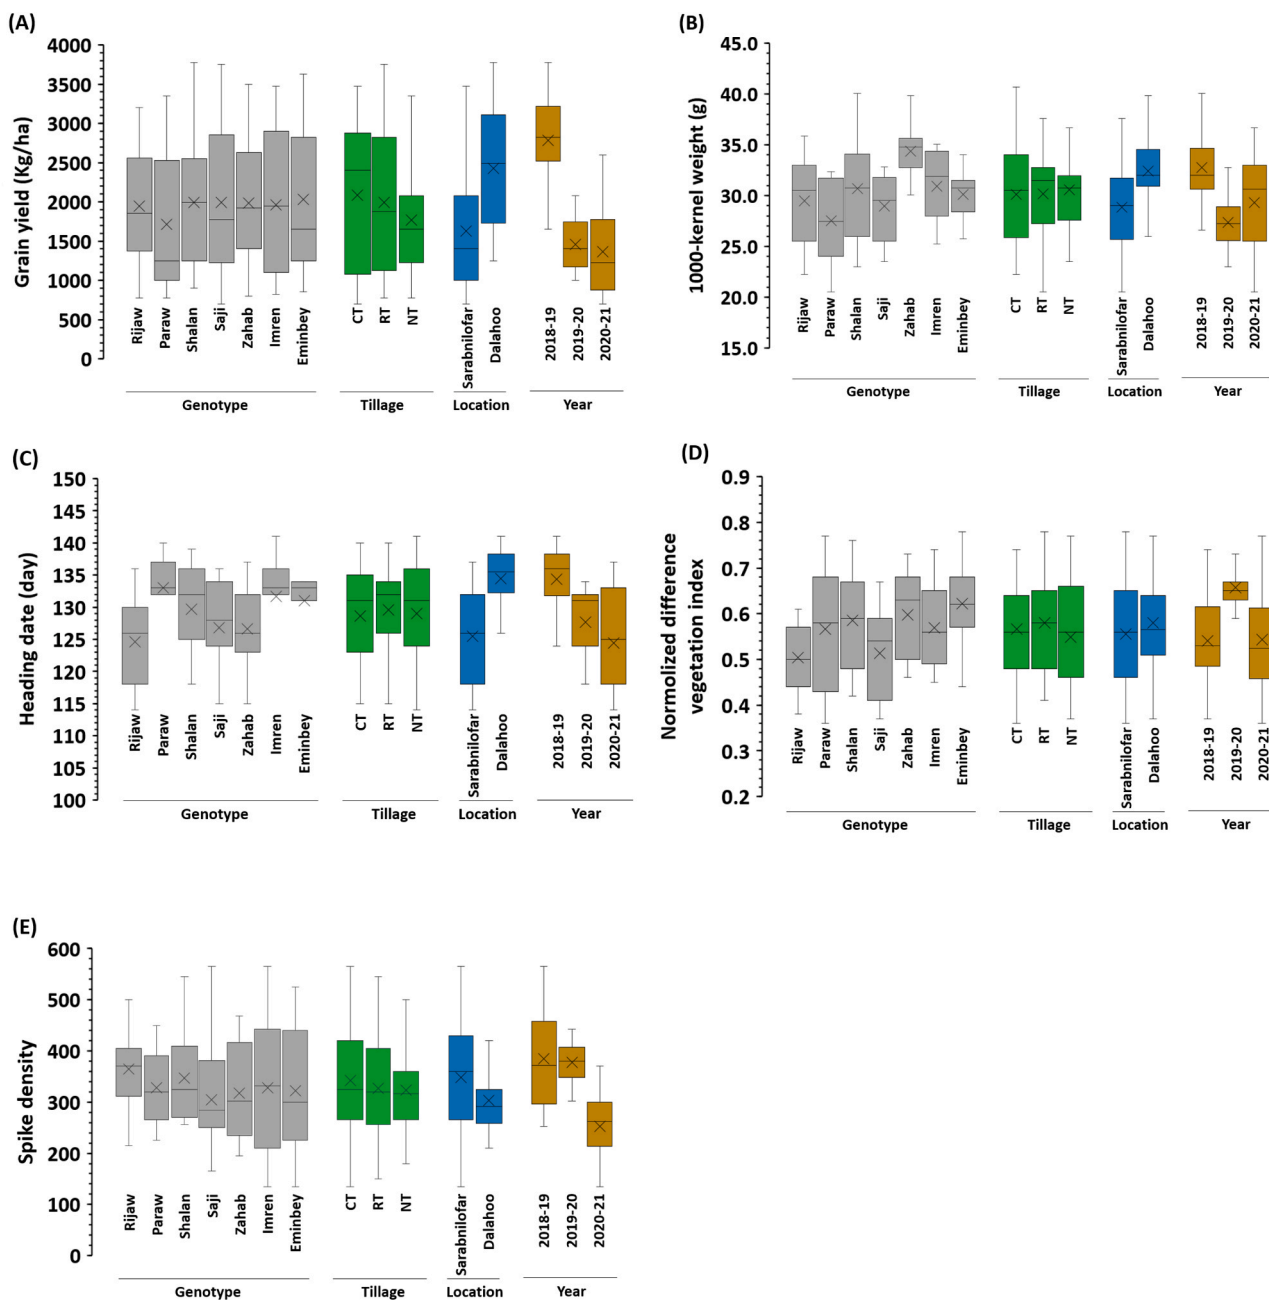 (A)
Grain yield (Kg/ha)
4000
3500
3000
2500
2000
1500
1000
500
0
Rijaw
Paraw
Shalan
Saji
Zahab
Imren
Eminbey
CT
RT
NT
Sarabnilofar
Dalahoo
2018-19
2019-20
2020-21
Genotype
Tillage
Location
Year
(B)
1000-kernel weight (g)
45.0
40.0
35.0
30.0
25.0
20.0
15.0
Rijaw
Paraw
Shalan
Saji
Zahab
Imren
Eminbey
CT
RT
NT
Sarabnilofar
Dalahoo
2018-19
2019-20
2020-21
Genotype
Tillage
Location
Year
(C)
Heading date (day)
150
145
140
135
130
125
120
115
110
105
100
Rijaw
Paraw
Shalan
Saji
Zahab
Imren
Eminbey
CT
RT
NT
Sarabnilofar
Dalahoo
2018-19
2019-20
2020-21
Genotype
Tillage
Location
Year
(D)
Normolized difference
vegetation index
0.9
0.8
0.7
0.6
0.5
0.4
0.3
0.2
Rijaw
Paraw
Shalan
Saji
Zahab
Imren
Eminbey
CT
RT
NT
Sarabnilofar
Dalahoo
2018-19
2019-20
2020-21
Genotype
Tillage
Location
Year
(E)
Spike density
600
500
400
300
200
100
0
Rijaw
Paraw
Shalan
Saji
Zahab
Imren
Eminbey
CT
RT
NT
Sarabnilofar
Dalahoo
2018-19
2019-20
2020-21
Genotype
Tillage
Location
Year